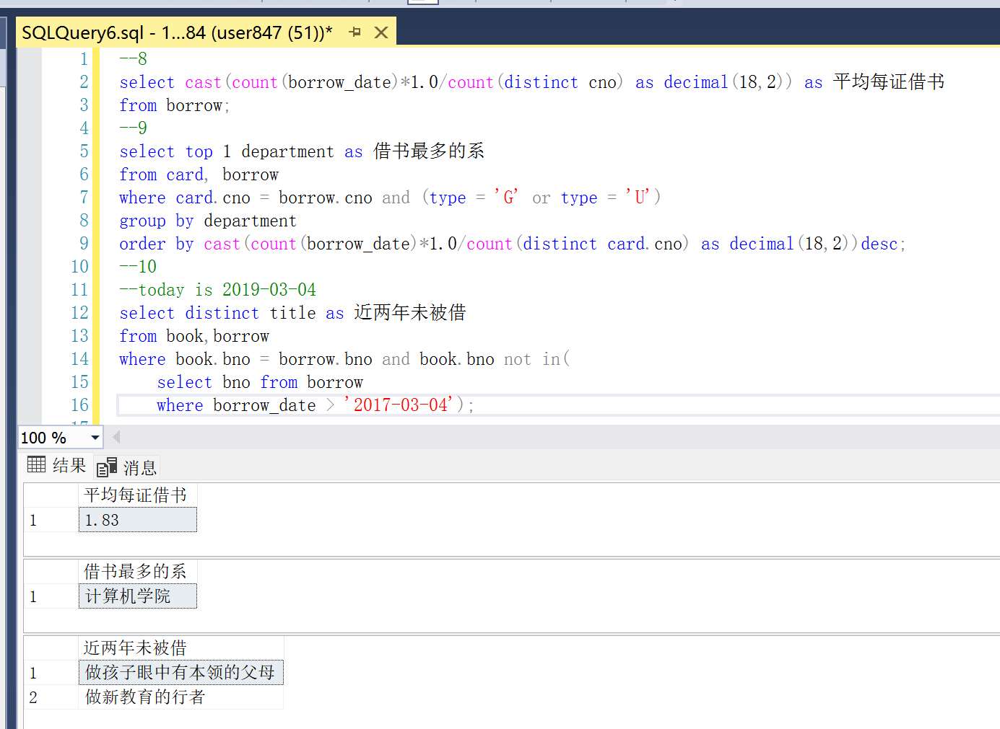 SQLQuery6.sql - 1...84 (user847 (51))*
1 --8
2 select cast(count(borrow_date)*1.0/count(distinct cno) as decimal(18,2)) as 平均每证借书
3 from borrow;
4 --9
5 select top 1 department as 借书最多的系
6 from card, borrow
7 where card.cno = borrow.cno and (type = 'G' or type = 'U')
8 group by department
9 order by cast(count(borrow_date)*1.0/count(distinct card.cno) as decimal(18,2))desc;
10 --10
11 --today is 2019-03-04
12 select distinct title as 近两年未被借
13 from book,borrow
14 where book.bno = borrow.bno and book.bno not in(
15 select bno from borrow
16 where borrow_date > '2017-03-04');
100 %
结果 消息
平均每证借书
1 1.83
借书最多的系
1 计算机学院
近两年未被借
1 做孩子眼中有本领的父母
2 做新教育的行者